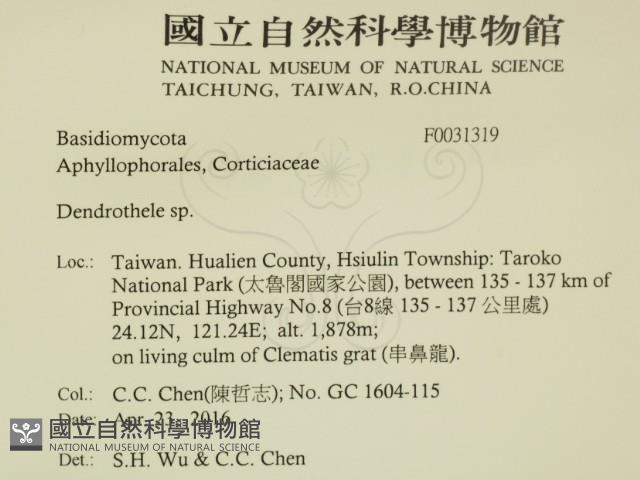 國立自然科學博物館
NATIONAL MUSEUM OF NATURAL SCIENCE
TAICHUNG, TAIWAN, R.O.CHINA
Basidiomycota F0031319
Aphyllophorales, Corticiaceae
Dendrothele sp.
Loc.: Taiwan. Hualien County, Hsiulin Township: Taroko
National Park (太魯閣國家公園), between 135 - 137 km of
Provincial Highway No.8 (台8線 135 - 137 公里處)
24.12N, 121.24E; alt. 1,878m;
on living culm of Clematis grat (串鼻龍).
Col.: C.C. Chen(陳哲志); No. GC 1604-115
Date: Apr. 23, 2016
國立自然科學博物館
NATIONAL MUSEUM OF NATURAL SCIENCE
Det.: S.H. Wu & C.C. Chen